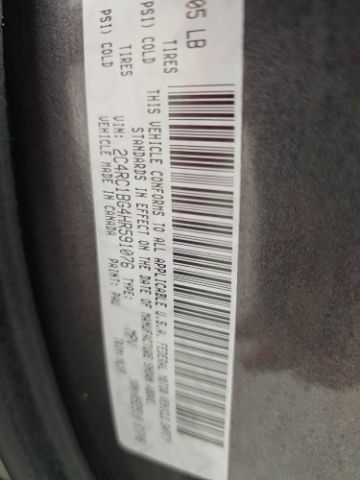 05 LB
TIRES
PSI) COLD
TIRES
PSI) COLD
THIS VEHICLE CONFORMS TO ALL APPLICABLE U.S.A. FEDERAL MOTOR VEHICLE SAFETY
STANDARDS IN EFFECT ON THE DATE OF MANUFACTURE SHOWN ABOVE.
VIN: 2C4RC1BG4HR591076 TYPE: MPV
VEHICLE MADE IN CANADA PAINT: PAU